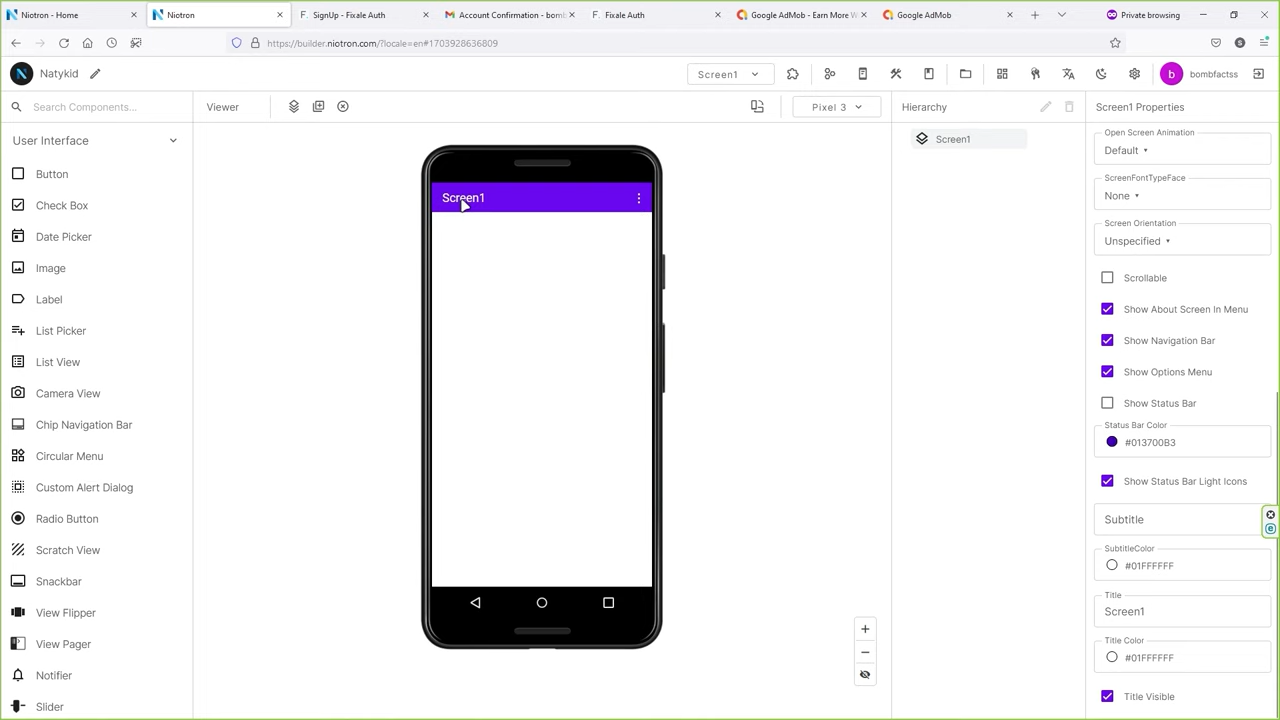 Niotron - Home
Niotron
SignUp - Fixale Auth
Account Confirmation - bomb
Fixale Auth
Google AdMob - Earn More
Google AdMob
Private browsing
https://builder.niotron.com/?locale=en#1703928636809
Natykid
Screen1
bombfactss
Search Components...
Viewer
Pixel 3
Hierarchy
Screen1 Properties
User Interface
Button
Check Box
Date Picker
Image
Label
List Picker
List View
Camera View
Chip Navigation Bar
Circular Menu
Custom Alert Dialog
Radio Button
Scratch View
Snackbar
View Flipper
View Pager
Notifier
Slider
Screen1
Screen1
Open Screen Animation
Default
ScreenFontTypeFace
None
Screen Orientation
Unspecified
Scrollable
Show About Screen In Menu
Show Navigation Bar
Show Options Menu
Show Status Bar
Status Bar Color
#013700B3
Show Status Bar Light Icons
Subtitle
SubtitleColor
#01FFFFFF
Title
Screen1
Title Color
#01FFFFFF
Title Visible